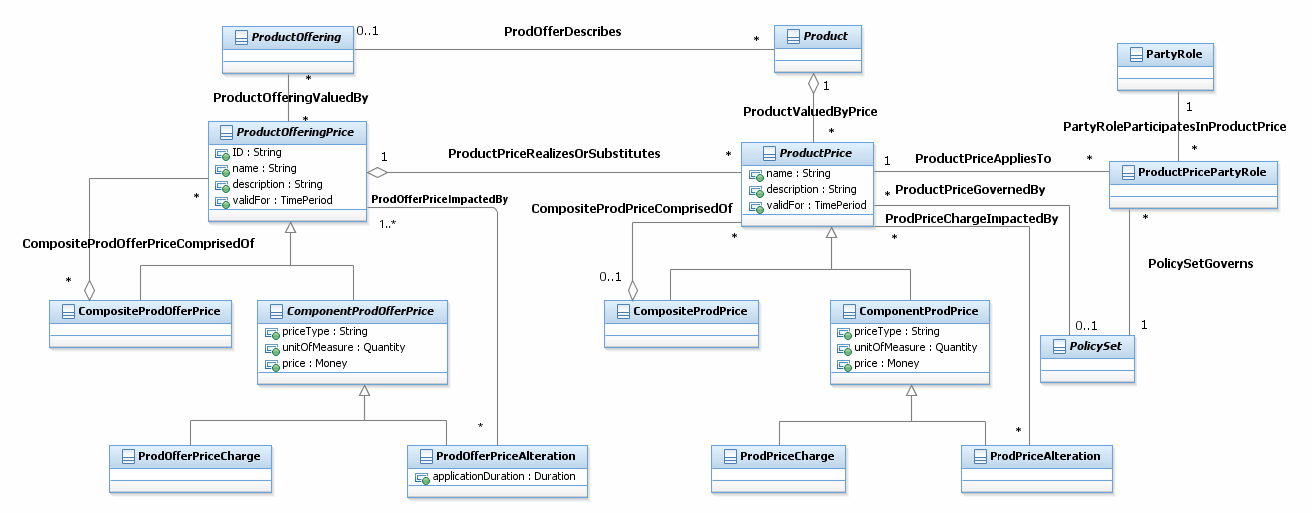 ProductOffering
0..1
ProdOfferDescribes
*
Product
PartyRole
*
ProductOfferingValuedBy
*
1
ProductValuedByPrice
*
1
PartyRoleParticipatesInProductPrice
*
ProductOfferingPrice
ID : String
name : String
description : String
validFor : TimePeriod
1
ProductPriceRealizesOrSubstitutes
*
ProductPrice
name : String
description : String
validFor : TimePeriod
1
ProductPriceAppliesTo
*
ProductPricePartyRole
*
ProdOfferPriceImpactedBy
1..*
*
ProductPriceGovernedBy
CompositeProdPriceComprisedOf
*
ProdPriceChargeImpactedBy
*
*
CompositeProdOfferPriceComprisedOf
*
0..1
PolicySetGoverns
CompositeProdOfferPrice
ComponentProdOfferPrice
priceType : String
unitOfMeasure : Quantity
price : Money
CompositeProdPrice
ComponentProdPrice
priceType : String
unitOfMeasure : Quantity
price : Money
0..1
1
PolicySet
*
*
ProdOfferPriceCharge
ProdOfferPriceAlteration
applicationDuration : Duration
ProdPriceCharge
ProdPriceAlteration